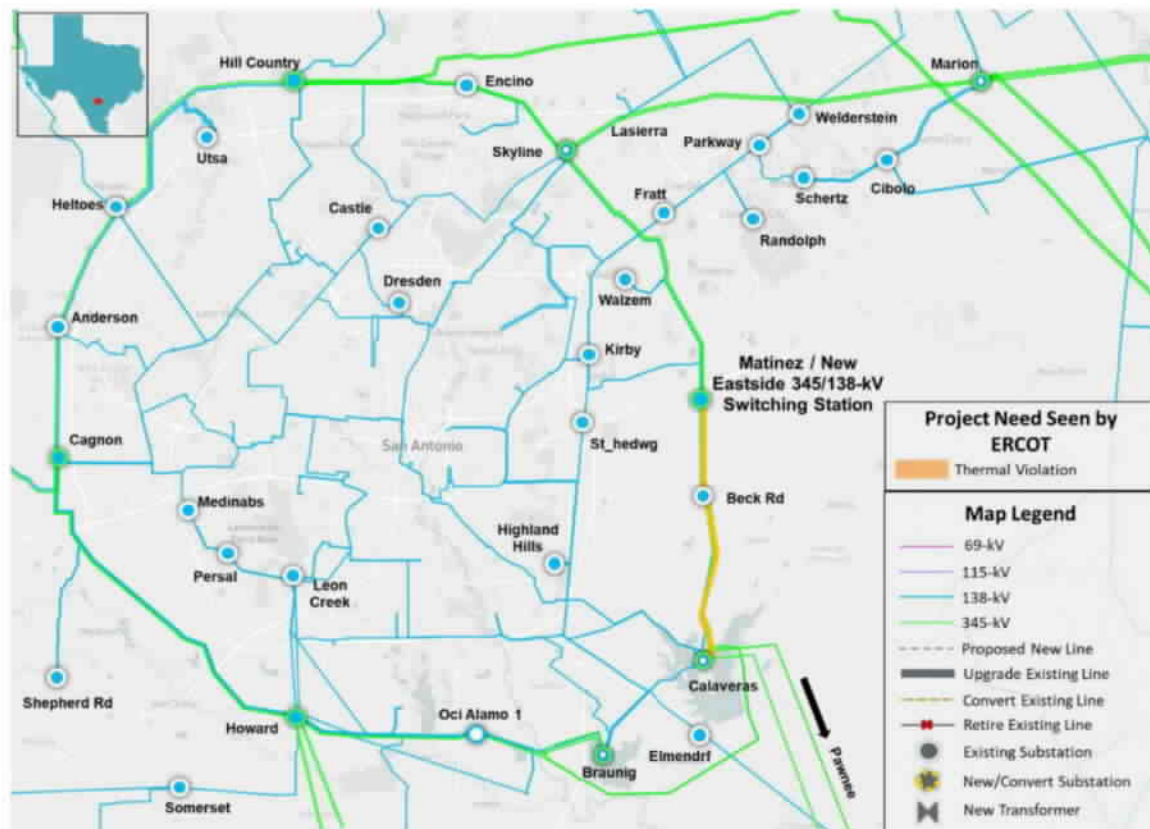 Hill Country
Encino
Marion
Utsa
Skyline
Lasierra
Welderstein
Parkway
Schertz
Cibolo
Heltoes
Castle
Fratt
Randolph
Dresden
Walzem
Anderson
Kirby
Matinez / New
Eastside 345/138-kV
Switching Station
Cagnon
San Antonio
St_hedwg
Medinabs
Beck Rd
Highland
Hills
Persal
Leon
Creek
Shepherd Rd
Calaveras
Howard
Oci Alamo 1
Braunig
Elmendrf
Pawnee
Somerset
Project Need Seen by
ERCOT
Thermal Violation
Map Legend
69-kV
115-kV
138-kV
345-kV
Proposed New Line
Upgrade Existing Line
Convert Existing Line
Retire Existing Line
Existing Substation
New/Convert Substation
New Transformer